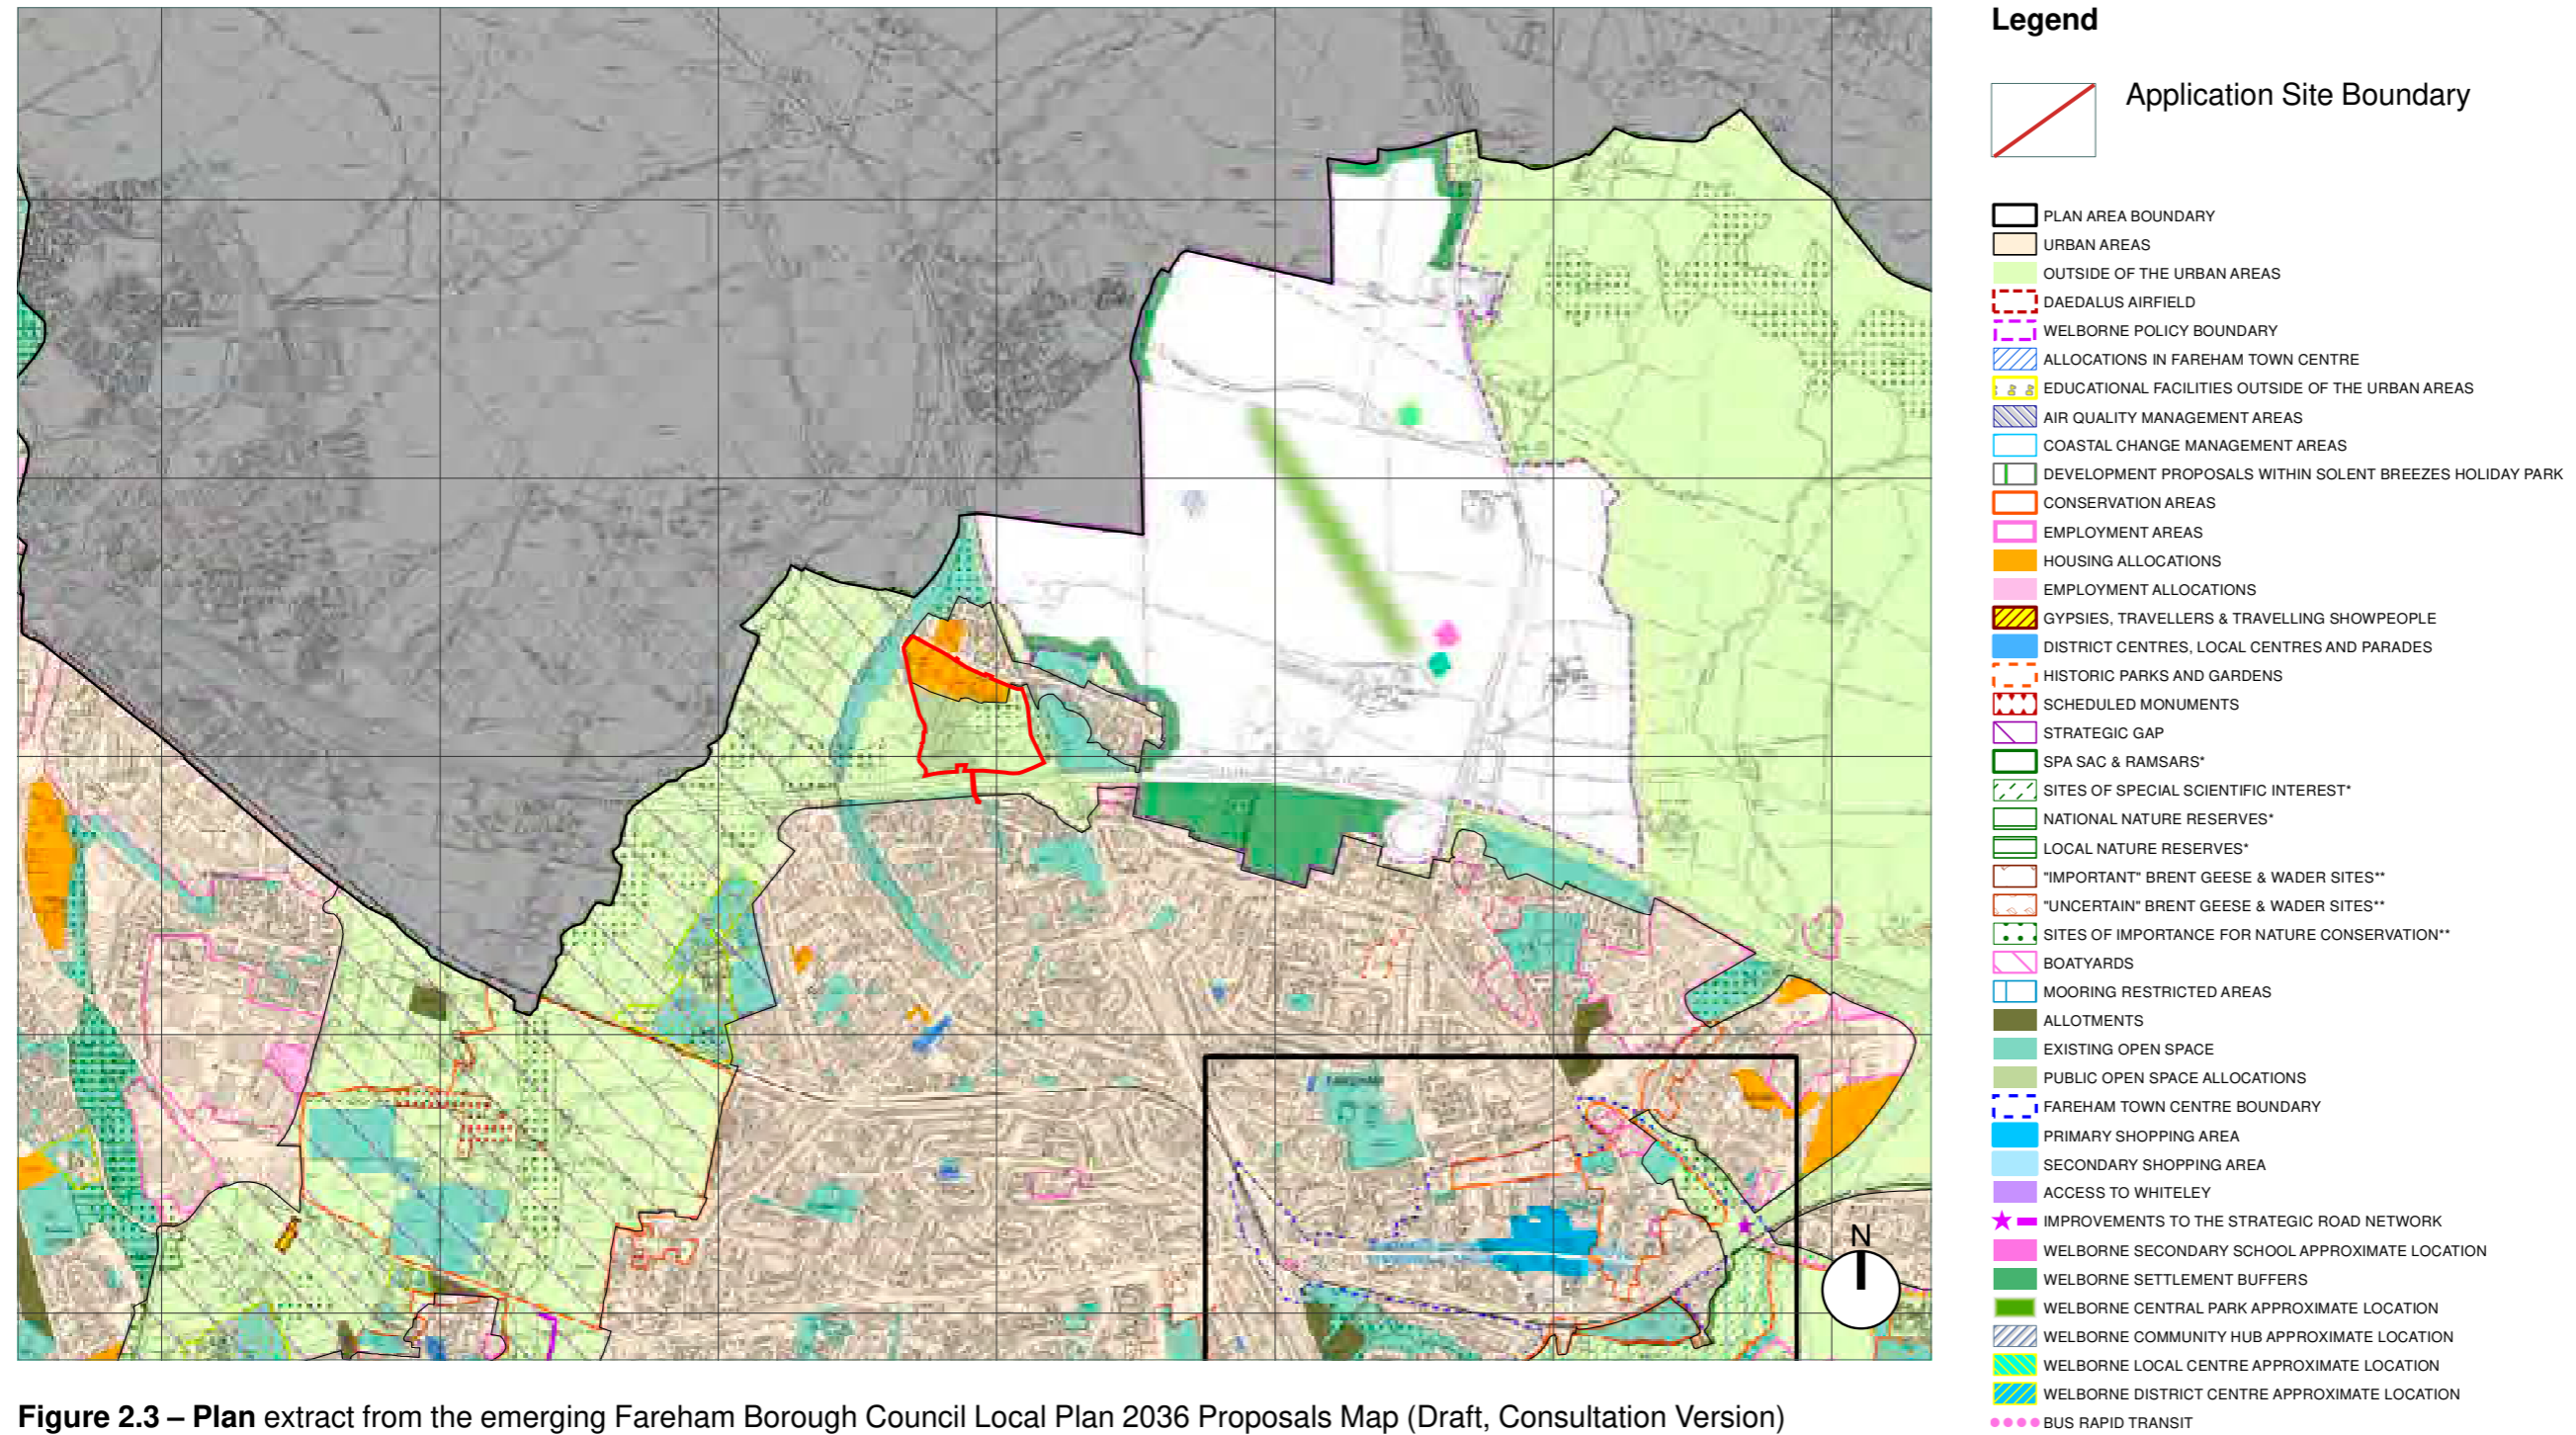 Legend
Application Site Boundary
PLAN AREA BOUNDARY
URBAN AREAS
OUTSIDE OF THE URBAN AREAS
DAEDALUS AIRFIELD
WELBORNE POLICY BOUNDARY
ALLOCATIONS IN FAREHAM TOWN CENTRE
EDUCATIONAL FACILITIES OUTSIDE OF THE URBAN AREAS
AIR QUALITY MANAGEMENT AREAS
COASTAL CHANGE MANAGEMENT AREAS
DEVELOPMENT PROPOSALS WITHIN SOLENT BREEZES HOLIDAY PARK
CONSERVATION AREAS
EMPLOYMENT AREAS
HOUSING ALLOCATIONS
EMPLOYMENT ALLOCATIONS
GYPSIES, TRAVELLERS & TRAVELLING SHOWPEOPLE
DISTRICT CENTRES, LOCAL CENTRES AND PARADES
HISTORIC PARKS AND GARDENS
SCHEDULED MONUMENTS
STRATEGIC GAP
SPA SAC & RAMSARS*
SITES OF SPECIAL SCIENTIFIC INTEREST*
NATIONAL NATURE RESERVES*
LOCAL NATURE RESERVES*
"IMPORTANT" BRENT GEESE & WADER SITES**
"UNCERTAIN" BRENT GEESE & WADER SITES**
SITES OF IMPORTANCE FOR NATURE CONSERVATION**
BOATYARDS
MOORING RESTRICTED AREAS
ALLOTMENTS
EXISTING OPEN SPACE
PUBLIC OPEN SPACE ALLOCATIONS
FAREHAM TOWN CENTRE BOUNDARY
PRIMARY SHOPPING AREA
SECONDARY SHOPPING AREA
ACCESS TO WHITELEY
IMPROVEMENTS TO THE STRATEGIC ROAD NETWORK
WELBORNE SECONDARY SCHOOL APPROXIMATE LOCATION
WELBORNE SETTLEMENT BUFFERS
WELBORNE CENTRAL PARK APPROXIMATE LOCATION
WELBORNE COMMUNITY HUB APPROXIMATE LOCATION
WELBORNE LOCAL CENTRE APPROXIMATE LOCATION
WELBORNE DISTRICT CENTRE APPROXIMATE LOCATION
BUS RAPID TRANSIT
N
Figure 2.3 – Plan extract from the emerging Fareham Borough Council Local Plan 2036 Proposals Map (Draft, Consultation Version)